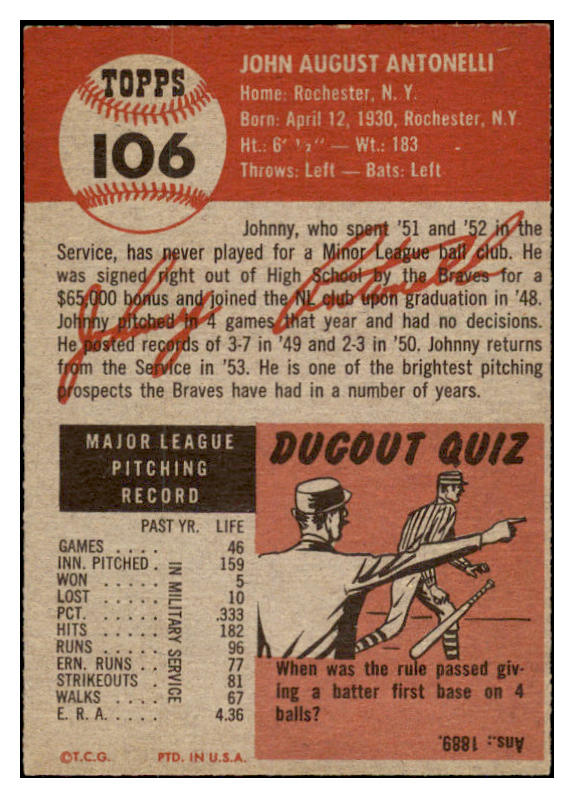 TOPPS
106
JOHN AUGUST ANTONELLI
Home: Rochester, N. Y.
Born: April 12, 1930, Rochester, N.Y.
Ht.: 6' ½" — Wt.: 183
Throws: Left — Bats: Left
Johnny, who spent '51 and '52 in the
Service, has never played for a Minor League ball club. He
was signed right out of High School by the Braves for a
$65,000 bonus and joined the NL club upon graduation in '48.
Johnny pitched in 4 games that year and had no decisions.
He posted records of 3-7 in '49 and 2-3 in '50. Johnny returns
from the Service in '53. He is one of the brightest pitching
prospects the Braves have had in a number of years.
Johnny Antonelli
MAJOR LEAGUE
PITCHING
RECORD
PAST YR. LIFE
GAMES .... 46
INN. PITCHED . 159
WON ..... 5
LOST ..... 10
PCT. ..... .333
HITS ..... 182
RUNS ..... 96
ERN. RUNS .. 77
STRIKEOUTS . 81
WALKS .... 67
E. R. A. .... 4.36
IN MILITARY SERVICE
©T.C.G. PTD. IN U.S.A.
DUGOUT QUIZ
When was the rule passed giv-
ing a batter first base on 4
balls?
Ans.: 1889.